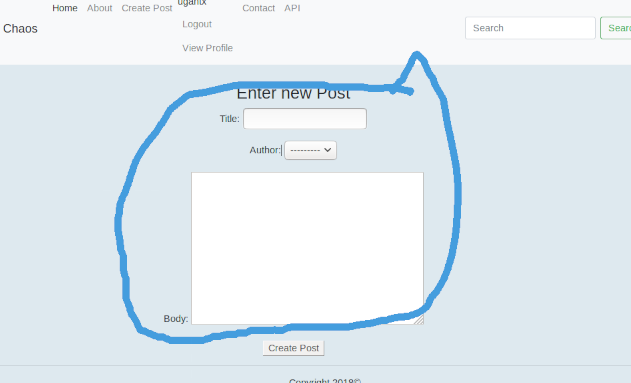 Home About Create Post uganix Contact API
Chaos
Logout
View Profile
Search
Searc
Enter new Post
Title:
Author: ---------
Body:
Create Post
Copyright 2018©